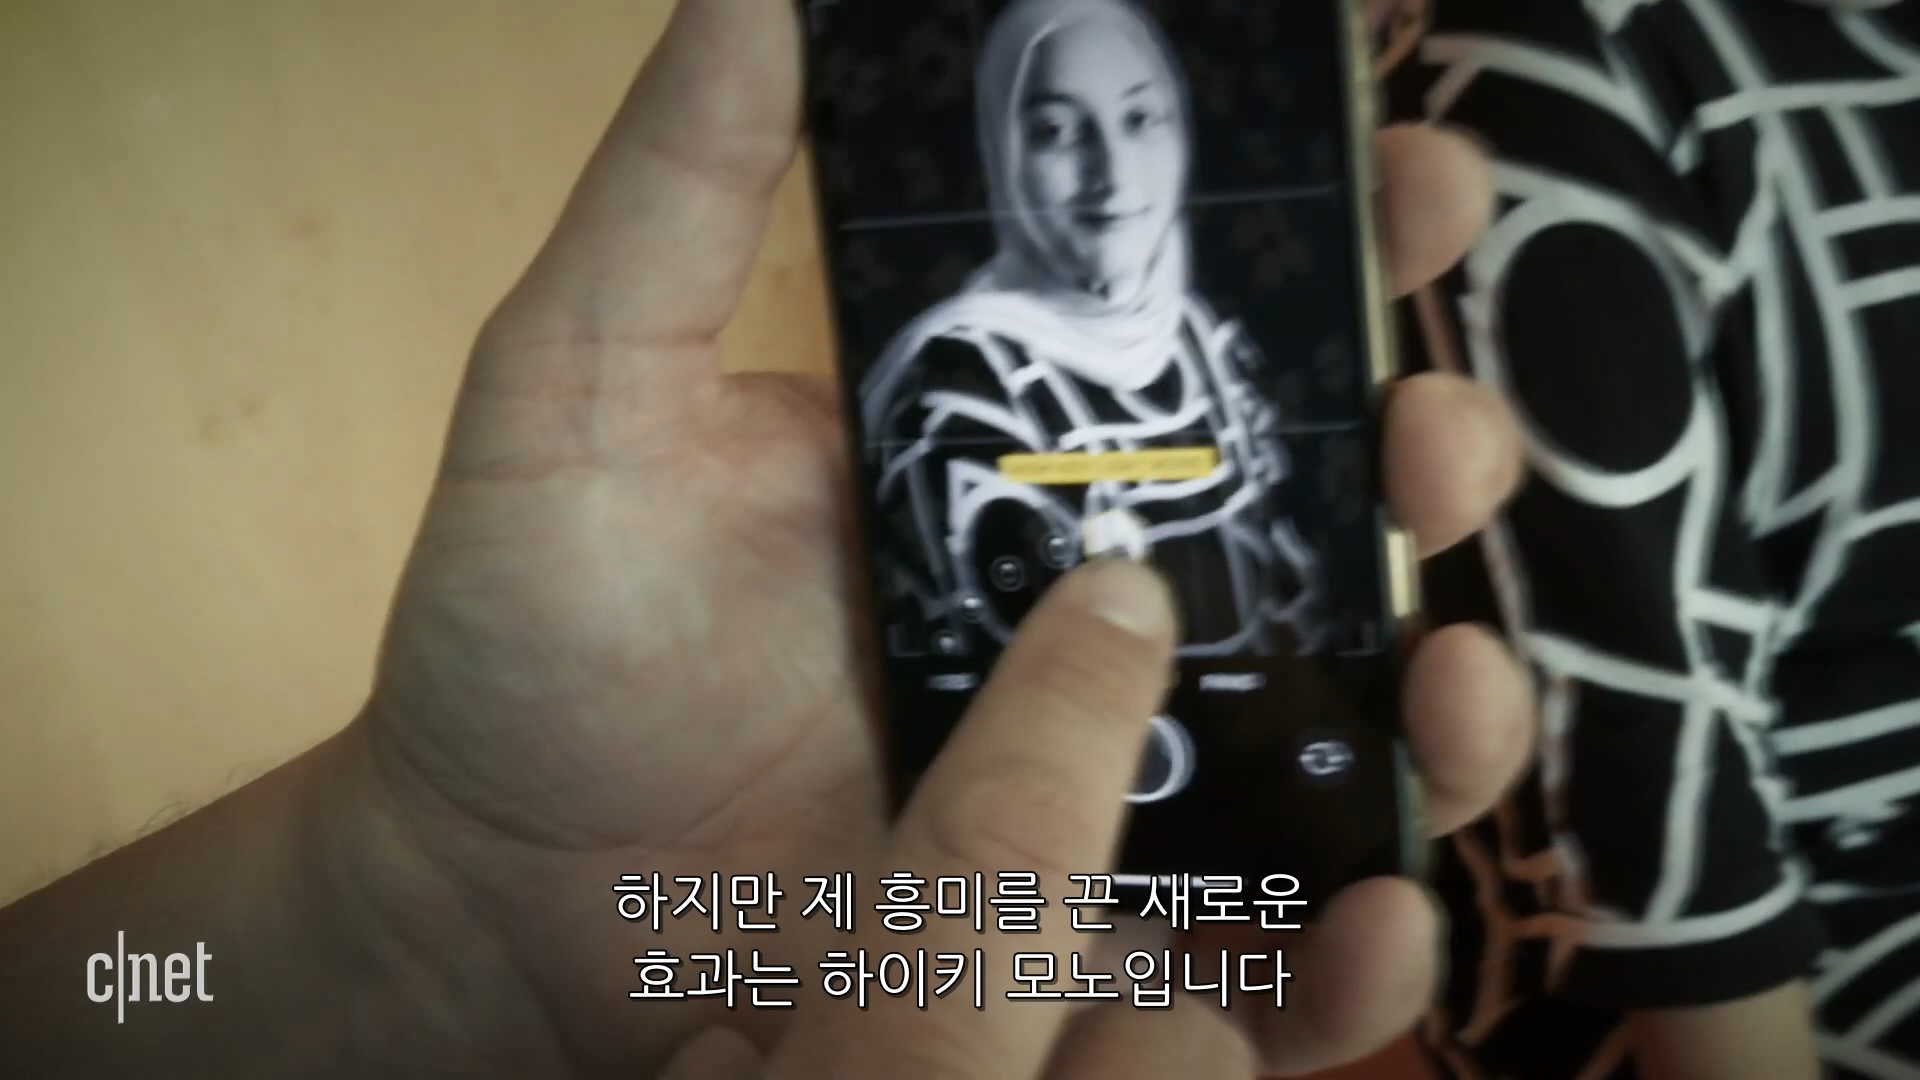 하지만 제 흥미를 끈 새로운
효과는 하이키 모노입니다
c|net